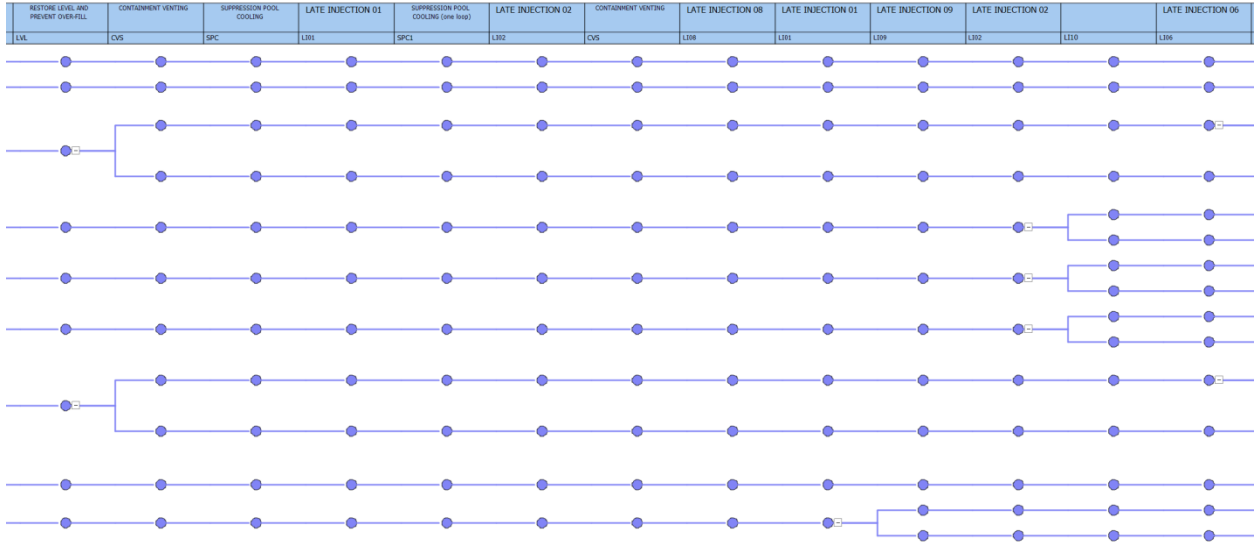 RESTORE LEVEL AND
PREVENT OVER-FILL
CONTAINMENT VENTING
SUPPRESSION POOL
COOLING
LATE INJECTION 01
SUPPRESSION POOL
COOLING (one loop)
LATE INJECTION 02
CONTAINMENT VENTING
LATE INJECTION 08
LATE INJECTION 01
LATE INJECTION 09
LATE INJECTION 02
LATE INJECTION 06
LVL
CVS
SPC
LI01
SPC1
LI02
CVS
LI08
LI01
LI09
LI02
LI10
LI06